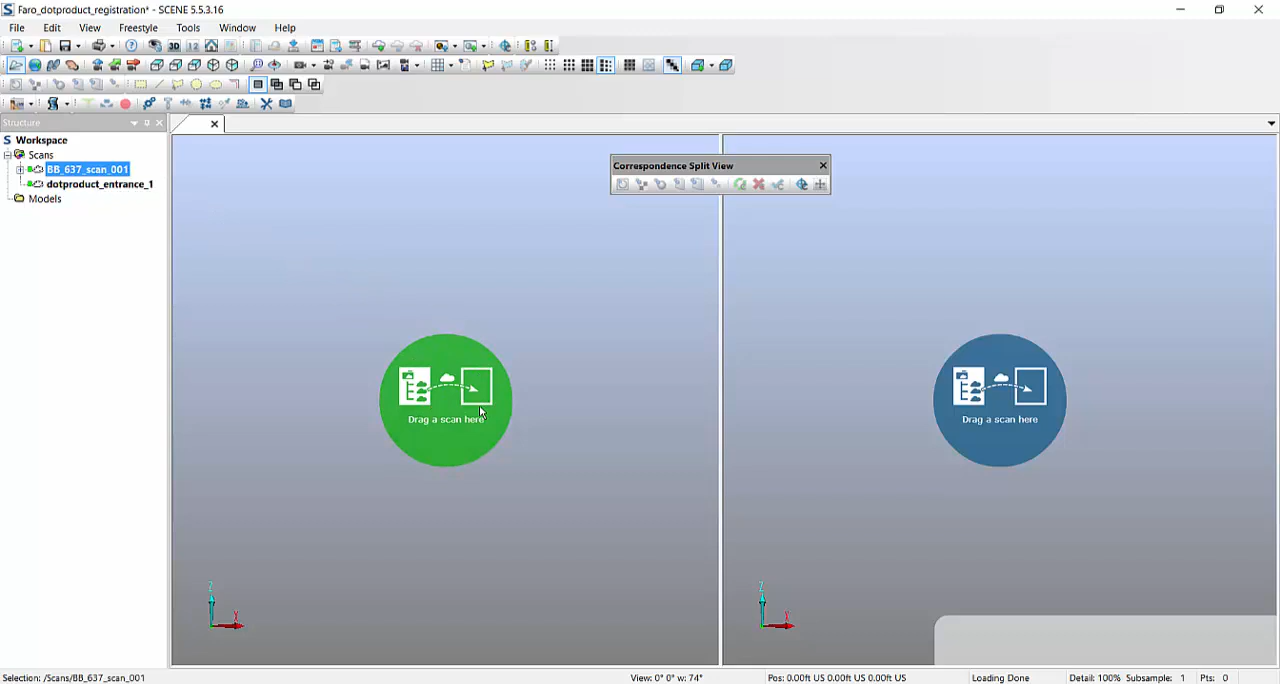 Faro_dotproduct_registration* - SCENE 5.5.3.16
File Edit View Freestyle Tools Window Help
3D
Structure
Workspace
Scans
BB_637_scan_001
dotproduct_entrance_1
Models
Correspondence Split View
Drag a scan here
Drag a scan here
Z
Y
Z
X
Selection: /Scans/BB_637_scan_001 View: 0° 0° w: 74° Pos: 0.00ft US 0.00ft US 0.00ft US Loading Done Detail: 100% Subsample: 1 Pts: 0